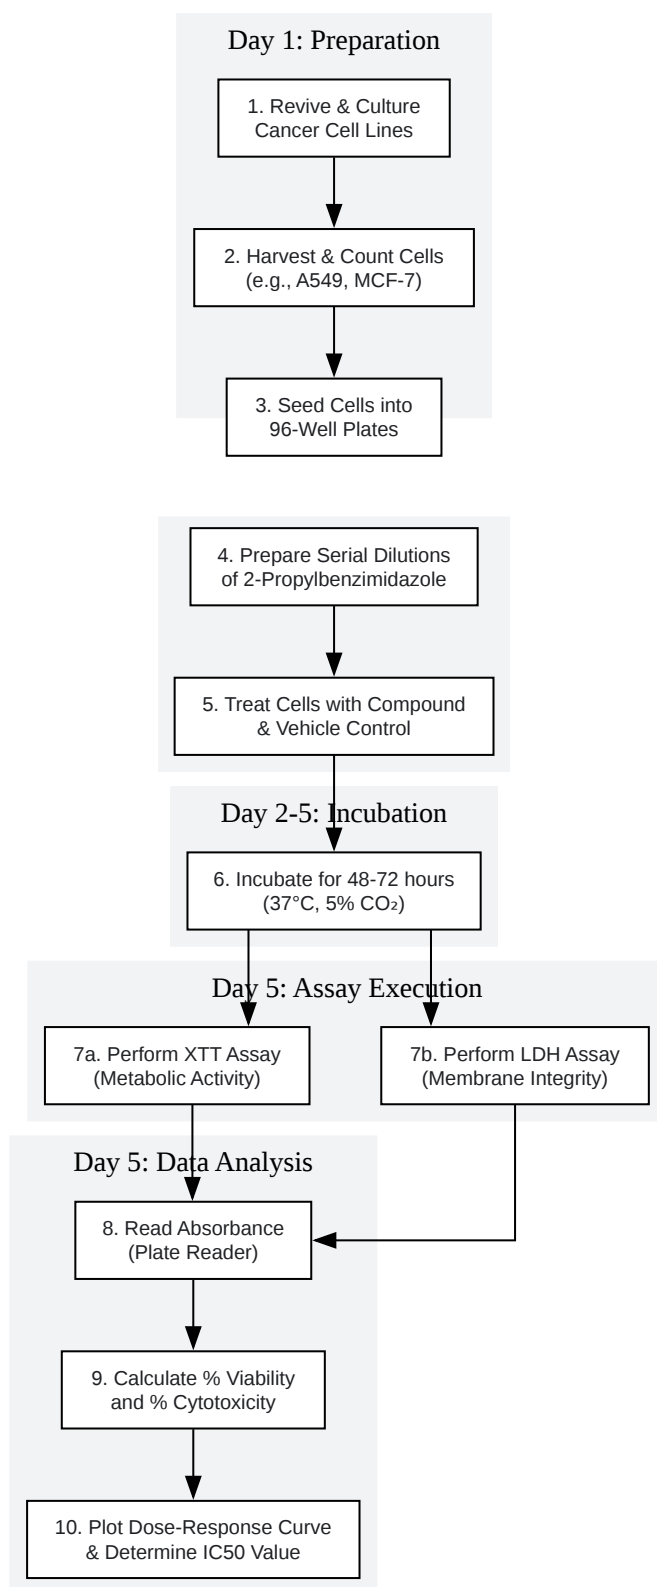 Day 1: Preparation
1. Revive & Culture
Cancer Cell Lines
2. Harvest & Count Cells
(e.g., A549, MCF-7)
3. Seed Cells into
96-Well Plates
4. Prepare Serial Dilutions
of 2-Propylbenzimidazole
5. Treat Cells with Compound
& Vehicle Control
Day 2-5: Incubation
6. Incubate for 48-72 hours
(37°C, 5% CO₂)
Day 5: Assay Execution
7a. Perform XTT Assay
(Metabolic Activity)
7b. Perform LDH Assay
(Membrane Integrity)
Day 5: Data Analysis
8. Read Absorbance
(Plate Reader)
9. Calculate % Viability
and % Cytotoxicity
10. Plot Dose-Response Curve
& Determine IC50 Value